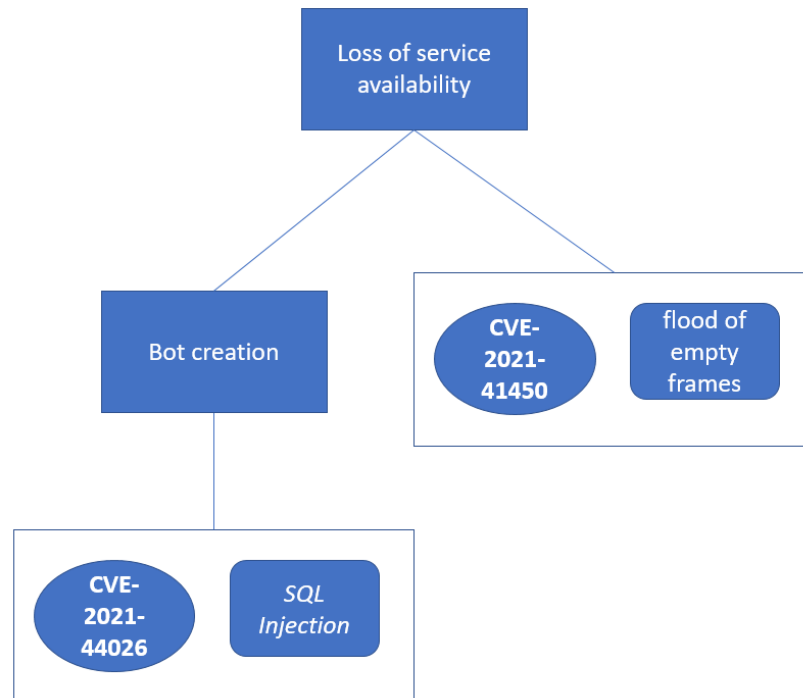 Loss of service
availability
Bot creation
CVE-
2021-
41450
flood of
empty
frames
CVE-
2021-
44026
SQL
Injection